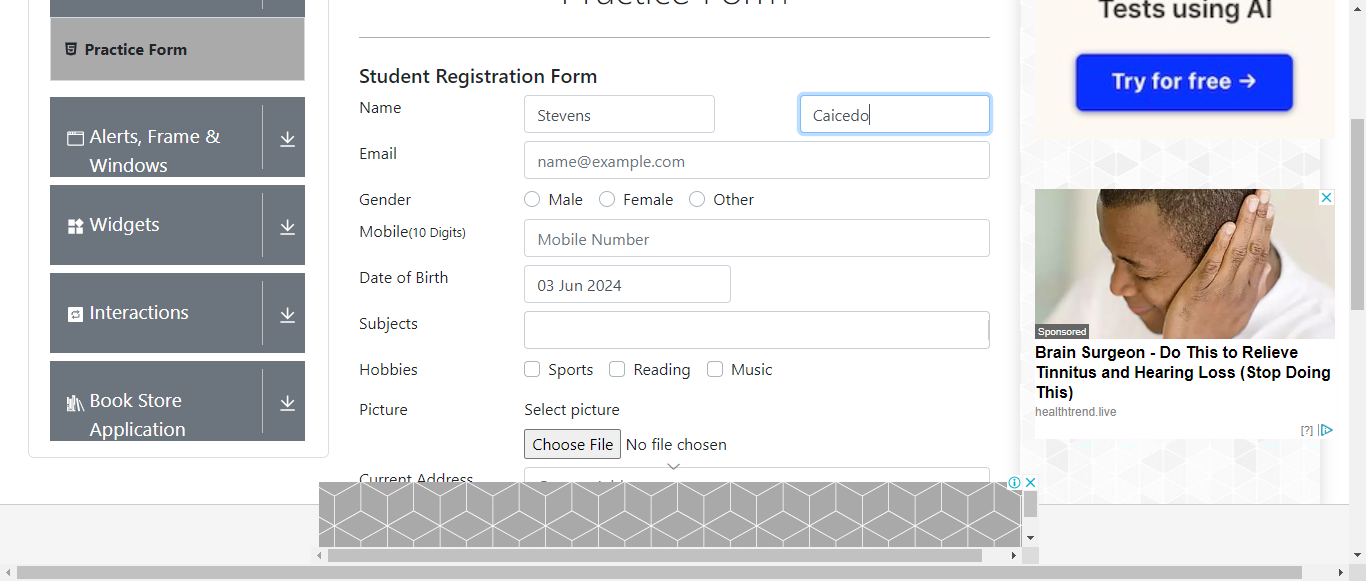 Practice Form
Practice Form
Alerts, Frame &
Windows
Widgets
Interactions
Book Store
Application
Student Registration Form
Name
Stevens
Caicedo
Email
name@example.com
Gender
Male
Female
Other
Mobile(10 Digits)
Mobile Number
Date of Birth
03 Jun 2024
Subjects
Hobbies
Sports
Reading
Music
Picture
Select picture
Choose File
No file chosen
Current Address
Tests using AI
Try for free →
Sponsored
Brain Surgeon - Do This to Relieve
Tinnitus and Hearing Loss (Stop Doing
This)
healthtrend.live
[?]